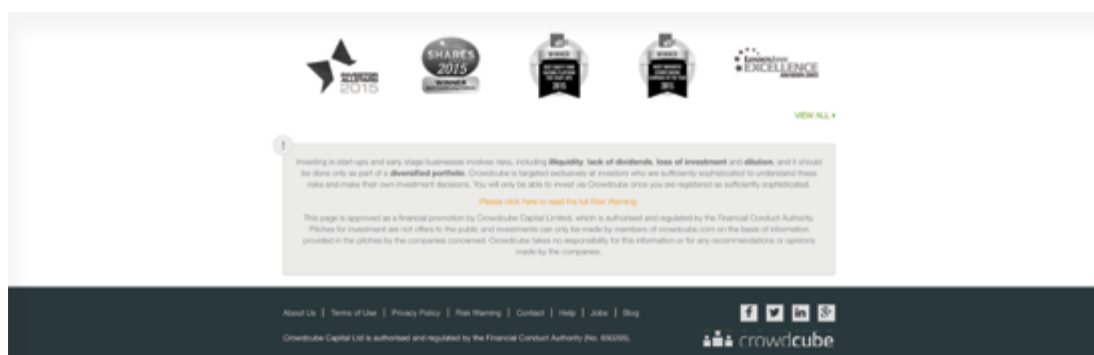 INVESTOR ALLSTARS 2015
SHARES
2015
WINNER
WINNER
2015
WINNER
2015
EXCELLENCE
VIEW ALL
!
Investing in start-ups and early stage businesses involves risks, including illiquidity, lack of dividends, loss of investment and dilution, and it should
be done only as part of a diversified portfolio. Crowdcube is targeted exclusively at investors who are sufficiently sophisticated to understand these
risks and make their own investment decisions. You will only be able to invest via Crowdcube once you are registered as sufficiently sophisticated.
Please click here to read the full Risk Warning.
This page is approved as a financial promotion by Crowdcube Capital Limited, which is authorised and regulated by the Financial Conduct Authority.
Pitches for investment are not offers to the public and investments can only be made by members of crowdcube.com on the basis of information
provided in the pitches by the companies concerned. Crowdcube takes no responsibility for this information or for any recommendations or opinions
made by the companies.
About Us | Terms of Use | Privacy Policy | Risk Warning | Contact | Help | Jobs | Blog
Crowdcube Capital Ltd is authorised and regulated by the Financial Conduct Authority (No. 650205).
crowdcube